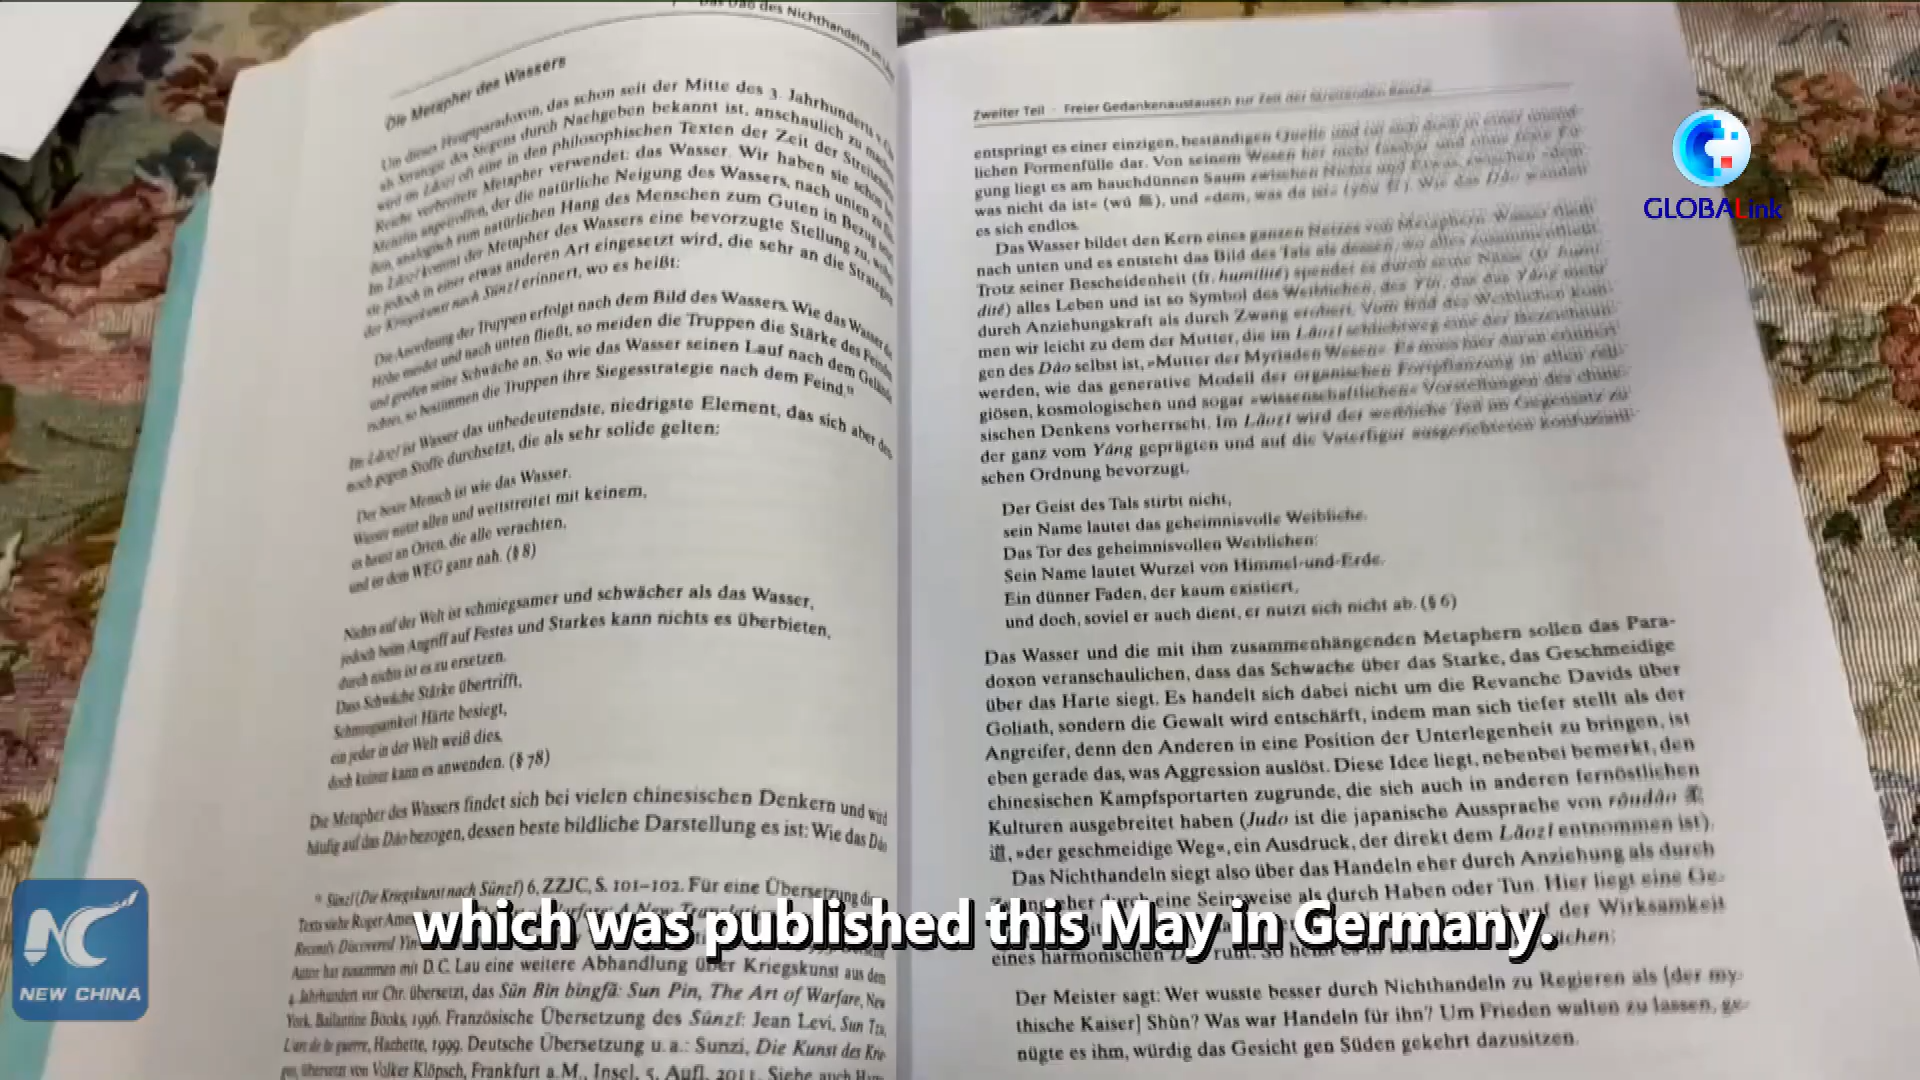 Das Dào des Nichthandelns im
Die Metapher des Wassers
Um dieses Hauptparadoxon, das schon seit der Mitte des 3. Jahrhunderts v. Chr.
als Strategie des Siegens durch Nachgeben bekannt ist, anschaulich zu
wird im Lǎozǐ oft eine in den philosophischen Texten der Zeit der Streitenden
Reiche verbreitete Metapher verwendet: das Wasser. Wir haben sie schon bei
Menzius angetroffen, der die natürliche Neigung des Wassers, nach unten zu
ßen, analogisch zum natürlichen Hang des Menschen zum Guten in Bezug
Im Lǎozǐ kommt der Metapher des Wassers eine bevorzugte Stellung zu,
sie jedoch in einer etwas anderen Art eingesetzt wird, die sehr an die Strategien
der Kriegskunst nach Sūnzǐ erinnert, wo es heißt:
Die Anordnung der Truppen erfolgt nach dem Bild des Wassers. Wie das Wasser die
Höhe meidet und nach unten fließt, so meiden die Truppen die Stärke des Feindes
und greifen seine Schwäche an. So wie das Wasser seinen Lauf nach dem Gelände
richtet, so bestimmen die Truppen ihre Siegesstrategie nach dem Feind.
Im Lǎozǐ ist Wasser das unbedeutendste, niedrigste Element, das sich aber
noch gegen Stoffe durchsetzt, die als sehr solide gelten:
Der beste Mensch ist wie das Wasser.
Wasser nützt allen und wettstreitet mit keinem,
es haust an Orten, die alle verachten,
und ist dem WEG ganz nah. (§ 8)
Nichts auf der Welt ist schmiegsamer und schwächer als das Wasser,
jedoch beim Angriff auf Festes und Starkes kann nichts es überbieten,
durch nichts ist es zu ersetzen.
Dass Schwäche Stärke übertrifft,
Schmiegsamkeit Härte besiegt,
ein jeder in der Welt weiß dies,
doch keiner kann es anwenden. (§ 78)
Die Metapher des Wassers findet sich bei vielen chinesischen Denkern und wird
häufig auf das Dào bezogen, dessen beste bildliche Darstellung es ist: Wie das Dào
Sūnzǐ (Die Kriegskunst nach Sūnzǐ) 6, ZZJC, S. 101–102. Für eine Übersetzung
Texts siehe Roger
Recently Discovered
Autor hat zusammen mit D. C. Lau eine weitere Abhandlung über Kriegskunst aus dem
4. Jahrhundert vor Chr. übersetzt, das Sūn Bìn bīngfǎ: Sun Pin, The Art of Warfare, New
York, Ballantine Books, 1996. Französische Übersetzung des Sūnzǐ: Jean Levi, Sun Tzu,
L'art de la guerre, Hachette, 1999. Deutsche Übersetzung u. a.: Sunzi, Die Kunst des Krie-
ges, übersetzt von Volker Klöpsch, Frankfurt a. M., Insel, 5. Aufl. 2011. Siehe auch
Zweiter Teil · Freier Gedankenaustausch zur Zeit der Streitenden Reiche
entspringt es einer einzigen, beständigen Quelle und tut sich doch in einer
lichen Formenfülle dar. Von seinem Wesen her nicht fassbar und ohne feste
gung liegt es am hauchdünnen Saum zwischen Nichts und Etwas, zwischen »dem,
was nicht da ist« (wú 無), und »dem, was da ist« (yǒu 有). Wie das Dào wandelt
es sich endlos.
Das Wasser bildet den Kern eines ganzen Netzes von Metaphern: Wasser fließt
nach unten und es entsteht das Bild des Tals als dessen, wo alles zusammenfließt.
Trotz seiner Bescheidenheit (fr. humilité) spendet es durch seine Nässe (fr. humi-
dité) alles Leben und ist so Symbol des Weiblichen, des Yīn, das das Yáng mehr
durch Anziehungskraft als durch Zwang erobert. Vom Bild des Weiblichen kom-
men wir leicht zu dem der Mutter, die im Lǎozǐ schlichtweg eine der Bezeichnun-
gen des Dào selbst ist, »Mutter der Myriaden Wesen«. Es muss hier daran erinnert
werden, wie das generative Modell der organischen Fortpflanzung in allen reli-
giösen, kosmologischen und sogar »wissenschaftlichen« Vorstellungen des chine-
sischen Denkens vorherrscht. Im Lǎozǐ wird der weibliche Teil im Gegensatz zu
der ganz vom Yáng geprägten und auf die Vaterfigur ausgerichteten konfuziani-
schen Ordnung bevorzugt.
Der Geist des Tals stirbt nicht,
sein Name lautet das geheimnisvolle Weibliche.
Das Tor des geheimnisvollen Weiblichen:
Sein Name lautet Wurzel von Himmel-und-Erde.
Ein dünner Faden, der kaum existiert,
und doch, soviel er auch dient, er nutzt sich nicht ab. (§ 6)
Das Wasser und die mit ihm zusammenhängenden Metaphern sollen das Para-
doxon veranschaulichen, dass das Schwache über das Starke, das Geschmeidige
über das Harte siegt. Es handelt sich dabei nicht um die Revanche Davids über
Goliath, sondern die Gewalt wird entschärft, indem man sich tiefer stellt als der
Angreifer, denn den Anderen in eine Position der Unterlegenheit zu bringen, ist
eben gerade das, was Aggression auslöst. Diese Idee liegt, nebenbei bemerkt, den
chinesischen Kampfsportarten zugrunde, die sich auch in anderen fernöstlichen
Kulturen ausgebreitet haben (Judo ist die japanische Aussprache von róudào 柔
道, »der geschmeidige Weg«, ein Ausdruck, der direkt dem Lǎozǐ entnommen ist).
Das Nichthandeln siegt also über das Handeln eher durch Anziehung als durch
eher durch eine Seinsweise als durch Haben oder Tun. Hier liegt eine Ge-
auf der Wirksamkeit
eines harmonischen
Der Meister sagt: Wer wusste besser durch Nichthandeln zu Regieren als [der my-
thische Kaiser] Shùn? Was war Handeln für ihn? Um Frieden walten zu lassen, ge-
nügte es ihm, würdig das Gesicht gen Süden gekehrt dazusitzen.
GLOBALink
NEW CHINA
which was published this May in Germany.